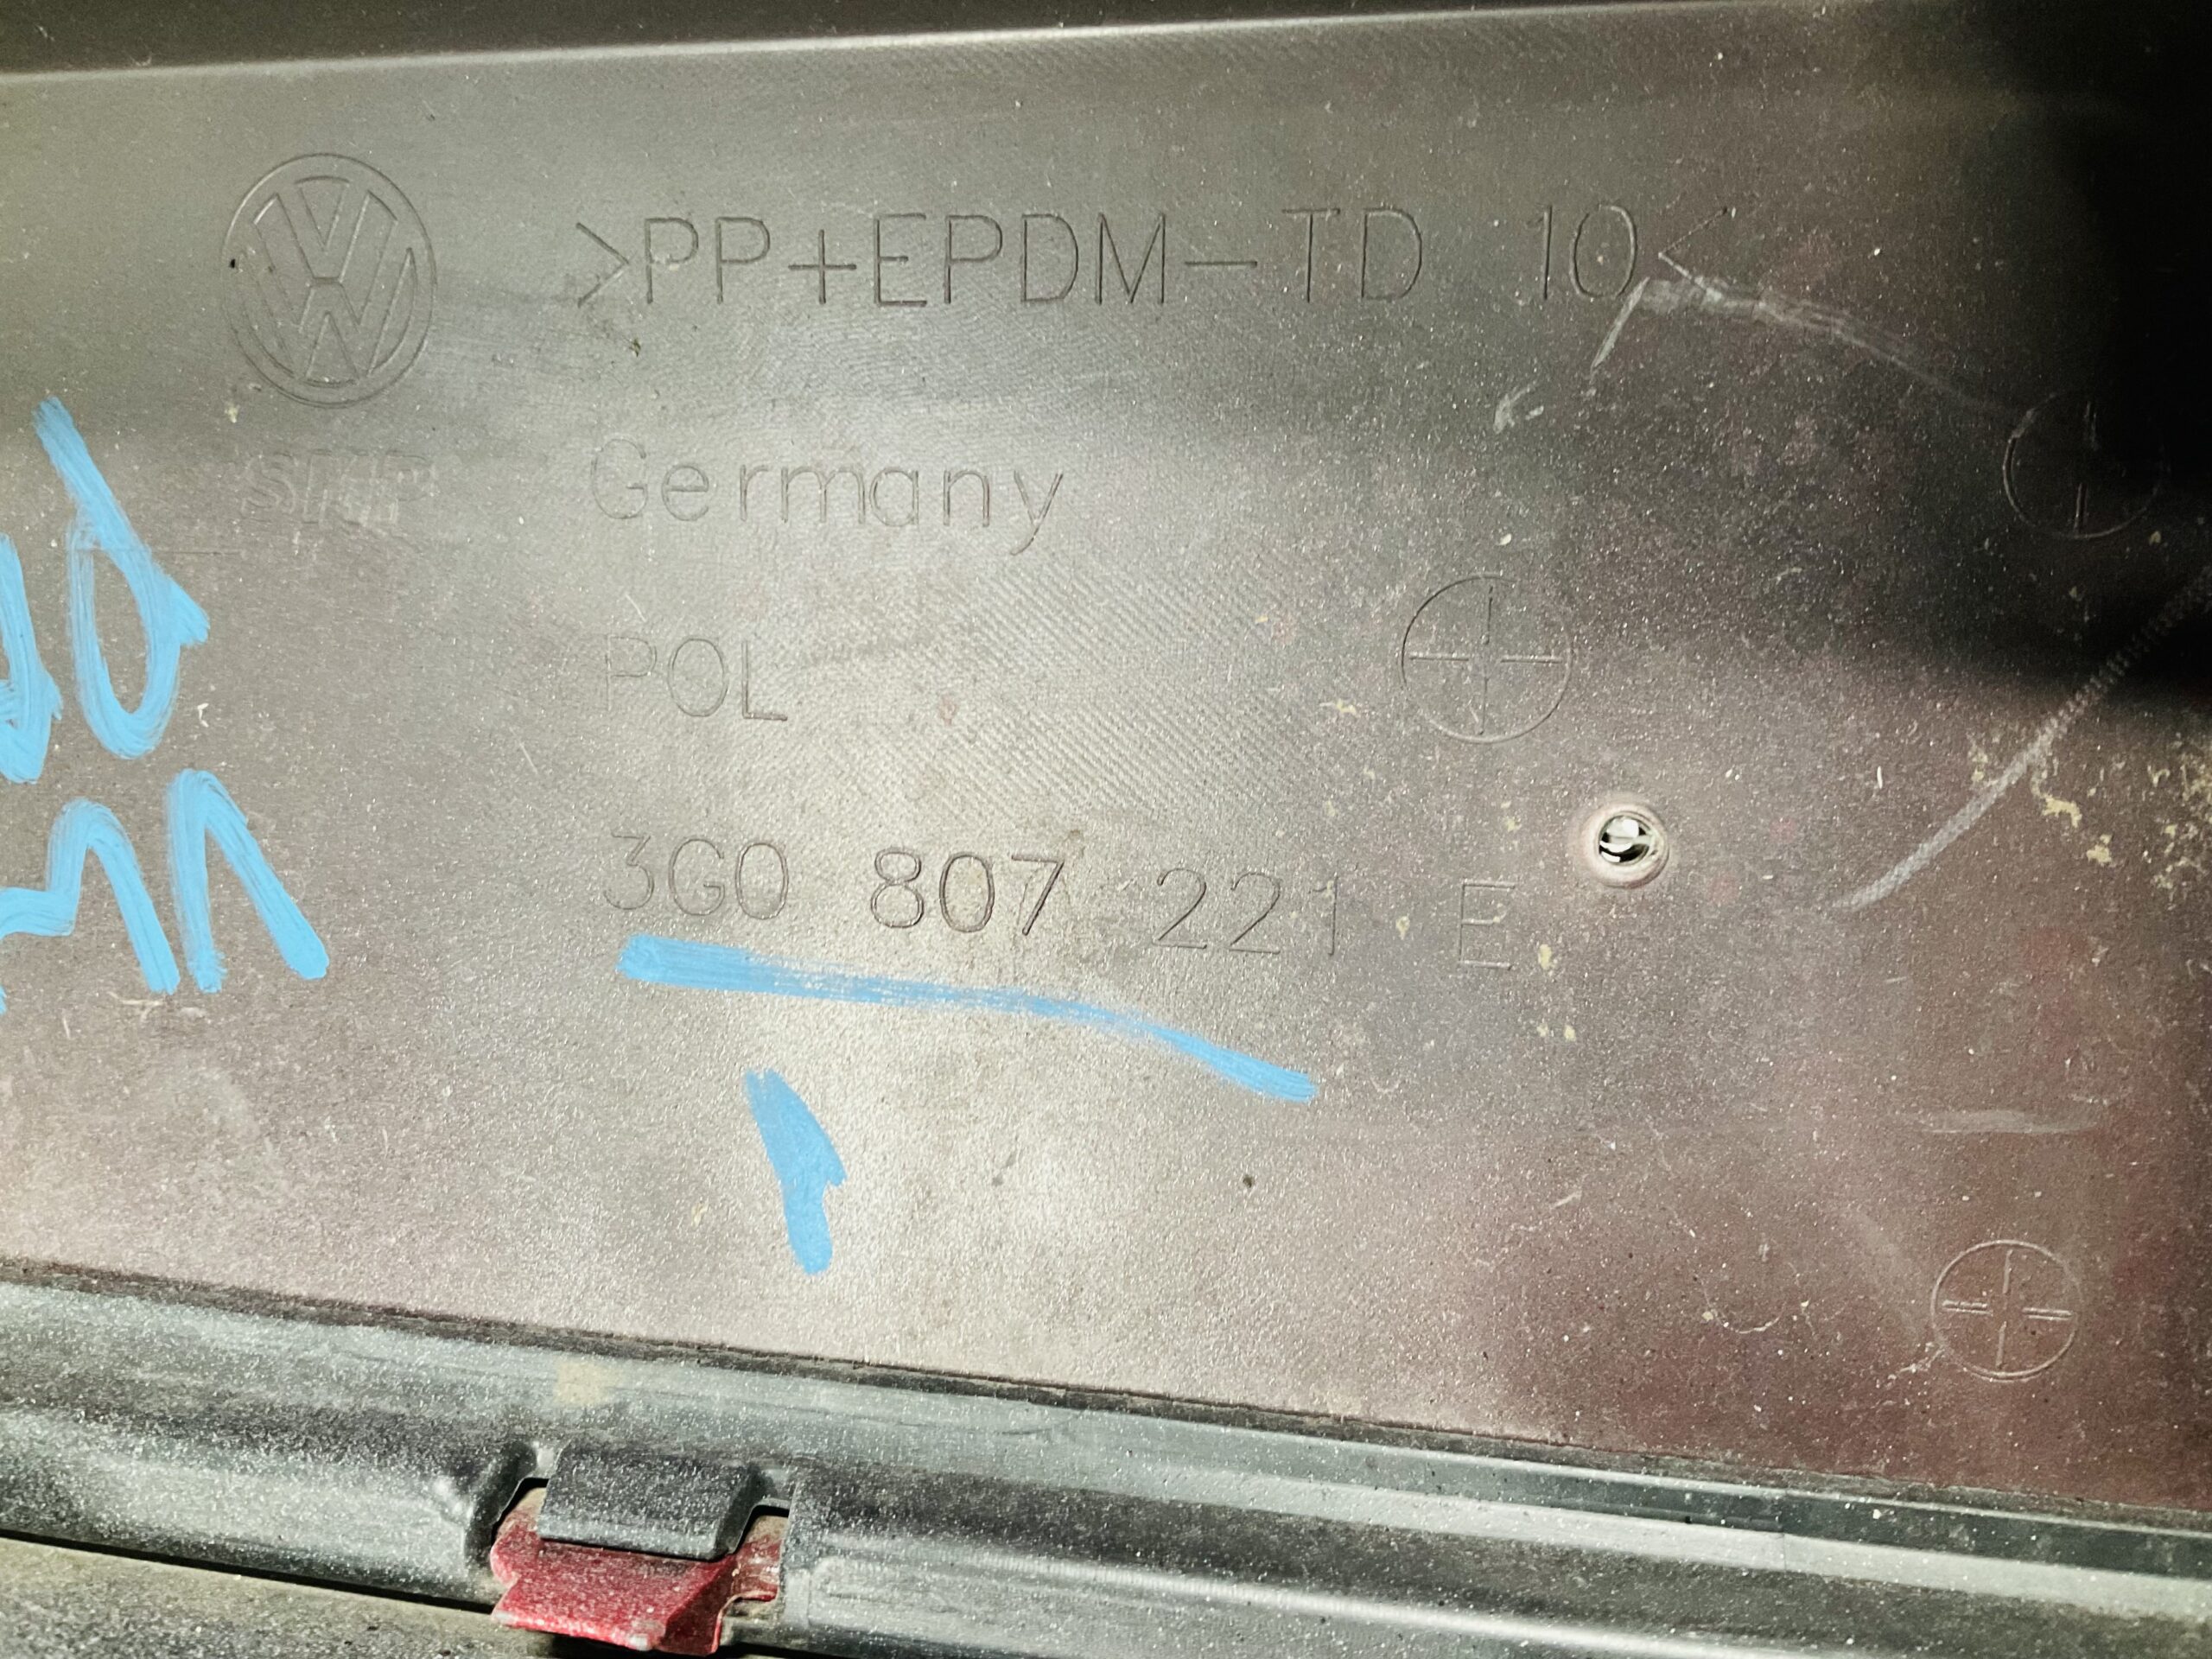 >PP+EPDM-TD 10<
Germany
POL
3G0 807 221 E